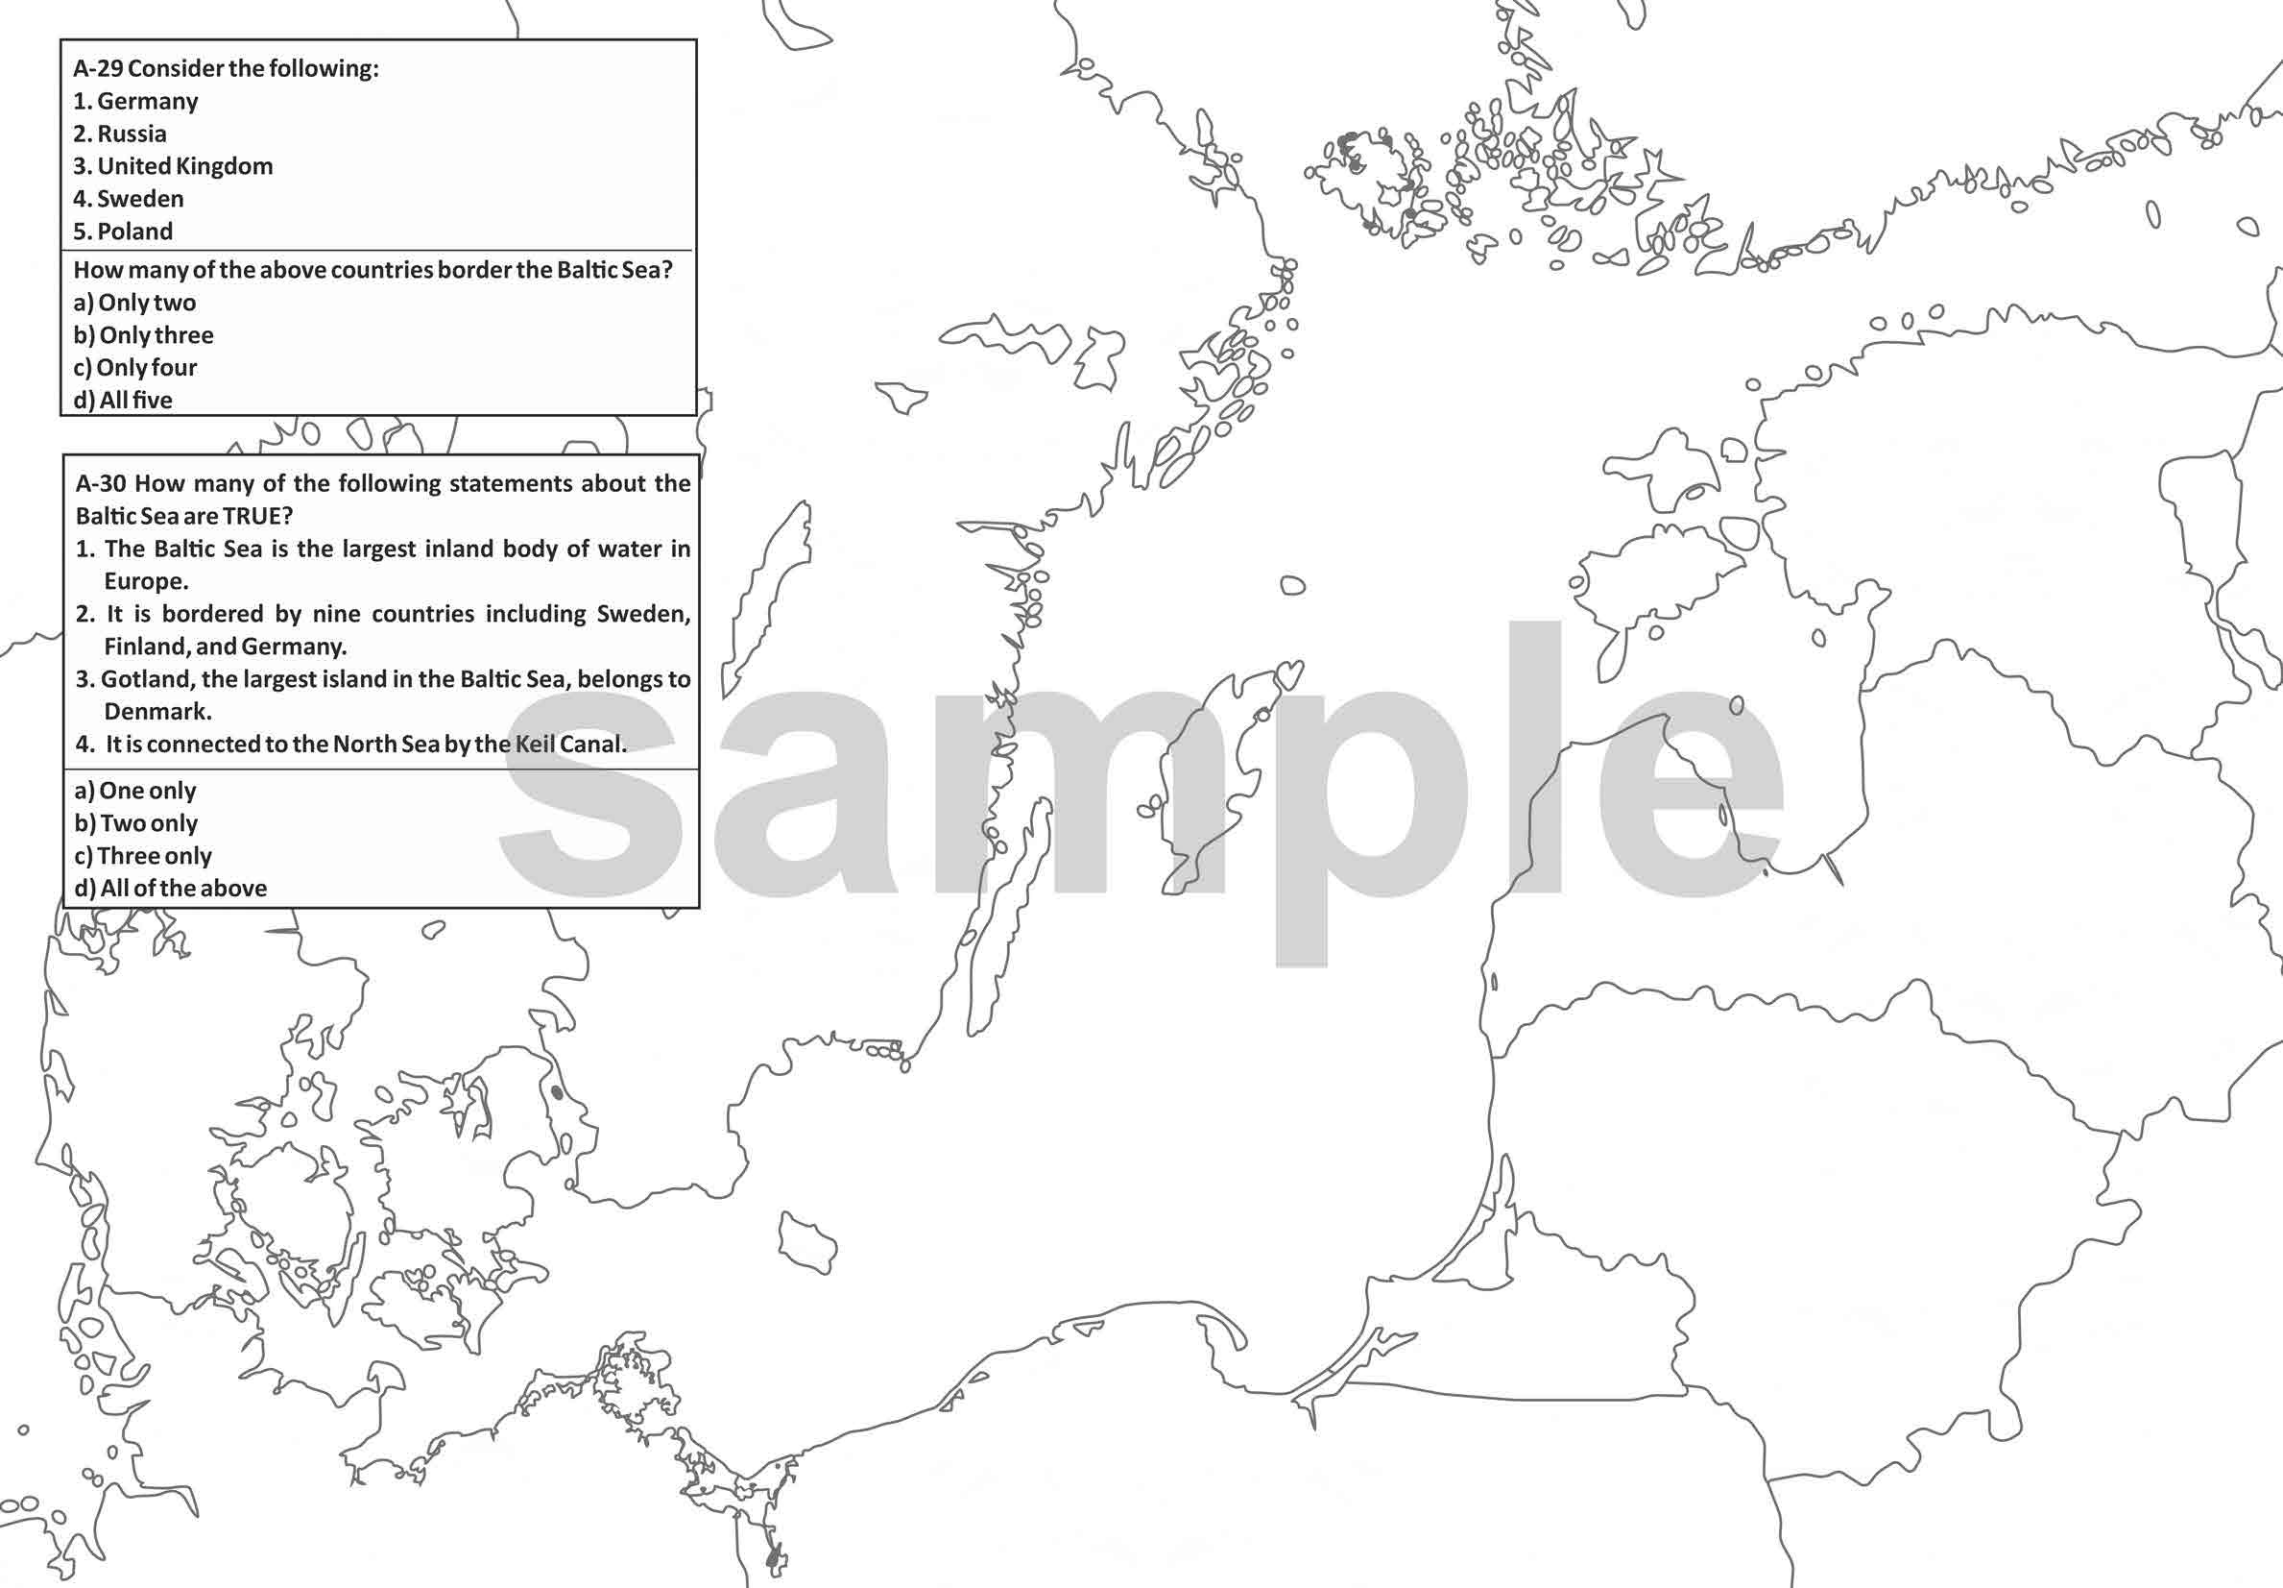 A-29 Consider the following:
1. Germany
2. Russia
3. United Kingdom
4. Sweden
5. Poland
How many of the above countries border the Baltic Sea?
a) Only two
b) Only three
c) Only four
d) All five
A-30 How many of the following statements about the
Baltic Sea are TRUE?
1. The Baltic Sea is the largest inland body of water in
Europe.
2. It is bordered by nine countries including Sweden,
Finland, and Germany.
3. Gotland, the largest island in the Baltic Sea, belongs to
Denmark.
4. It is connected to the North Sea by the Keil Canal.
a) One only
b) Two only
c) Three only
d) All of the above
sample